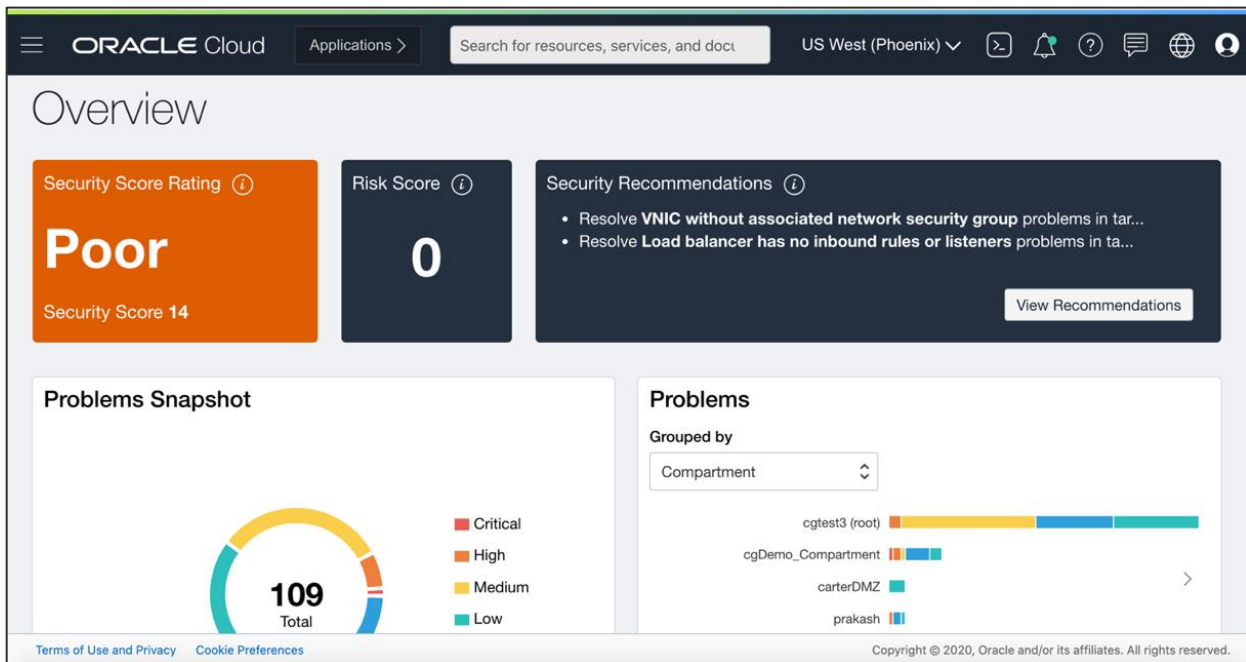 ORACLE Cloud
Applications >
Search for resources, services, and docu
US West (Phoenix)
Overview
Security Score Rating
Poor
Security Score 14
Risk Score
0
Security Recommendations
• Resolve VNIC without associated network security group problems in tar...
• Resolve Load balancer has no inbound rules or listeners problems in ta...
View Recommendations
Problems Snapshot
109
Total
Critical
High
Medium
Low
Problems
Grouped by
Compartment
cgtest3 (root)
cgDemo_Compartment
carterDMZ
prakash
Terms of Use and Privacy
Cookie Preferences
Copyright © 2020, Oracle and/or its affiliates. All rights reserved.